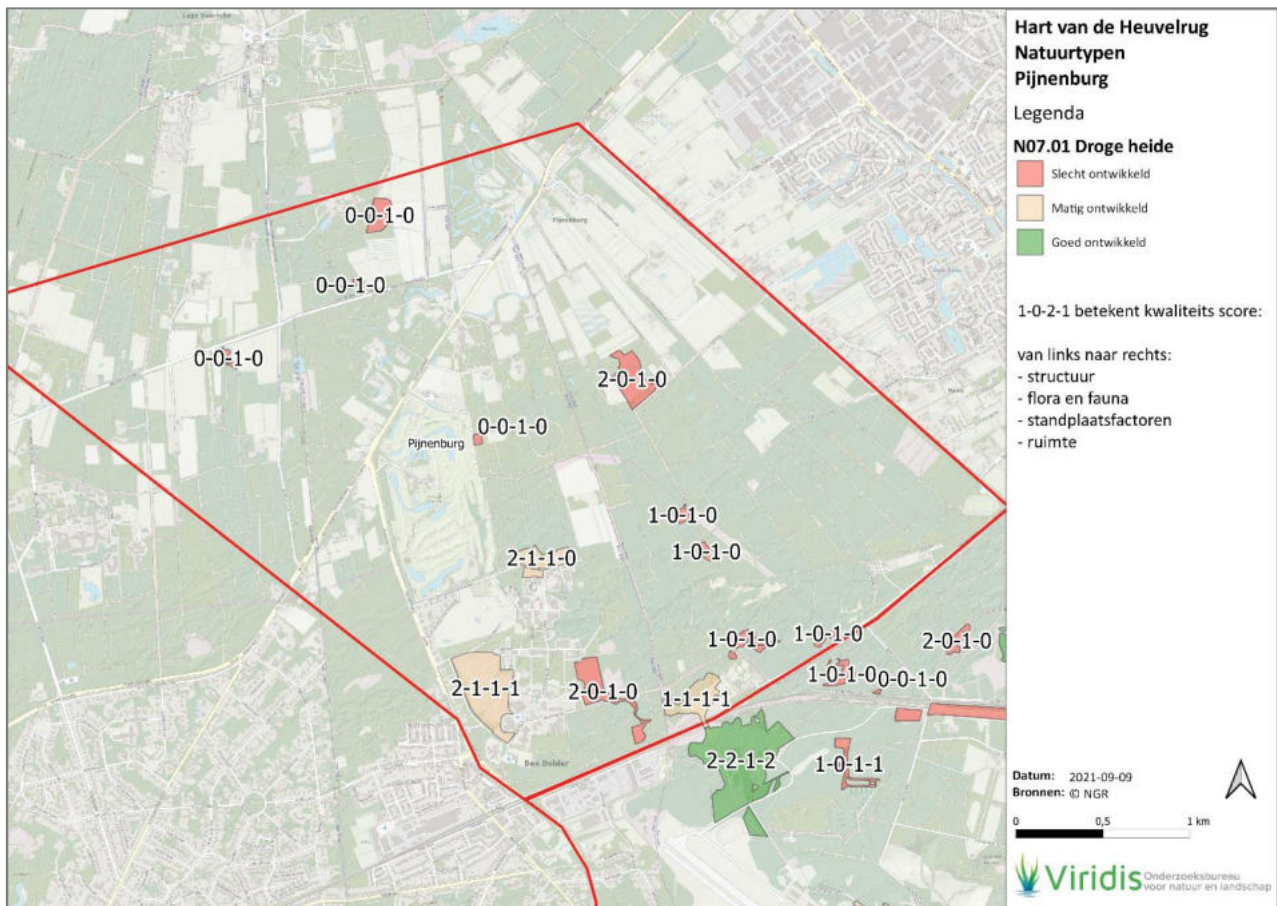 Hart van de Heuvelrug
Natuurtypen
Pijnenburg
Legenda
N07.01 Droge heide
Slecht ontwikkeld
Matig ontwikkeld
Goed ontwikkeld
1-0-2-1 betekent kwaliteits score:
van links naar rechts:
- structuur
- flora en fauna
- standplaatsfactoren
- ruimte
Datum: 2021-09-09
Bronnen: © NGR
0 0,5 1 km
Viridis Onderzoeksbureau
voor natuur en landschap
0-0-1-0
Pijnenburg
0-0-1-0
0-0-1-0
2-0-1-0
0-0-1-0
Pijnenburg
1-0-1-0
1-0-1-0
2-1-1-0
1-0-1-0
1-0-1-0
2-0-1-0
1-0-1-0
0-0-1-0
2-1-1-1
2-0-1-0
1-1-1-1
2-2-1-2
1-0-1-1
Den Dolder